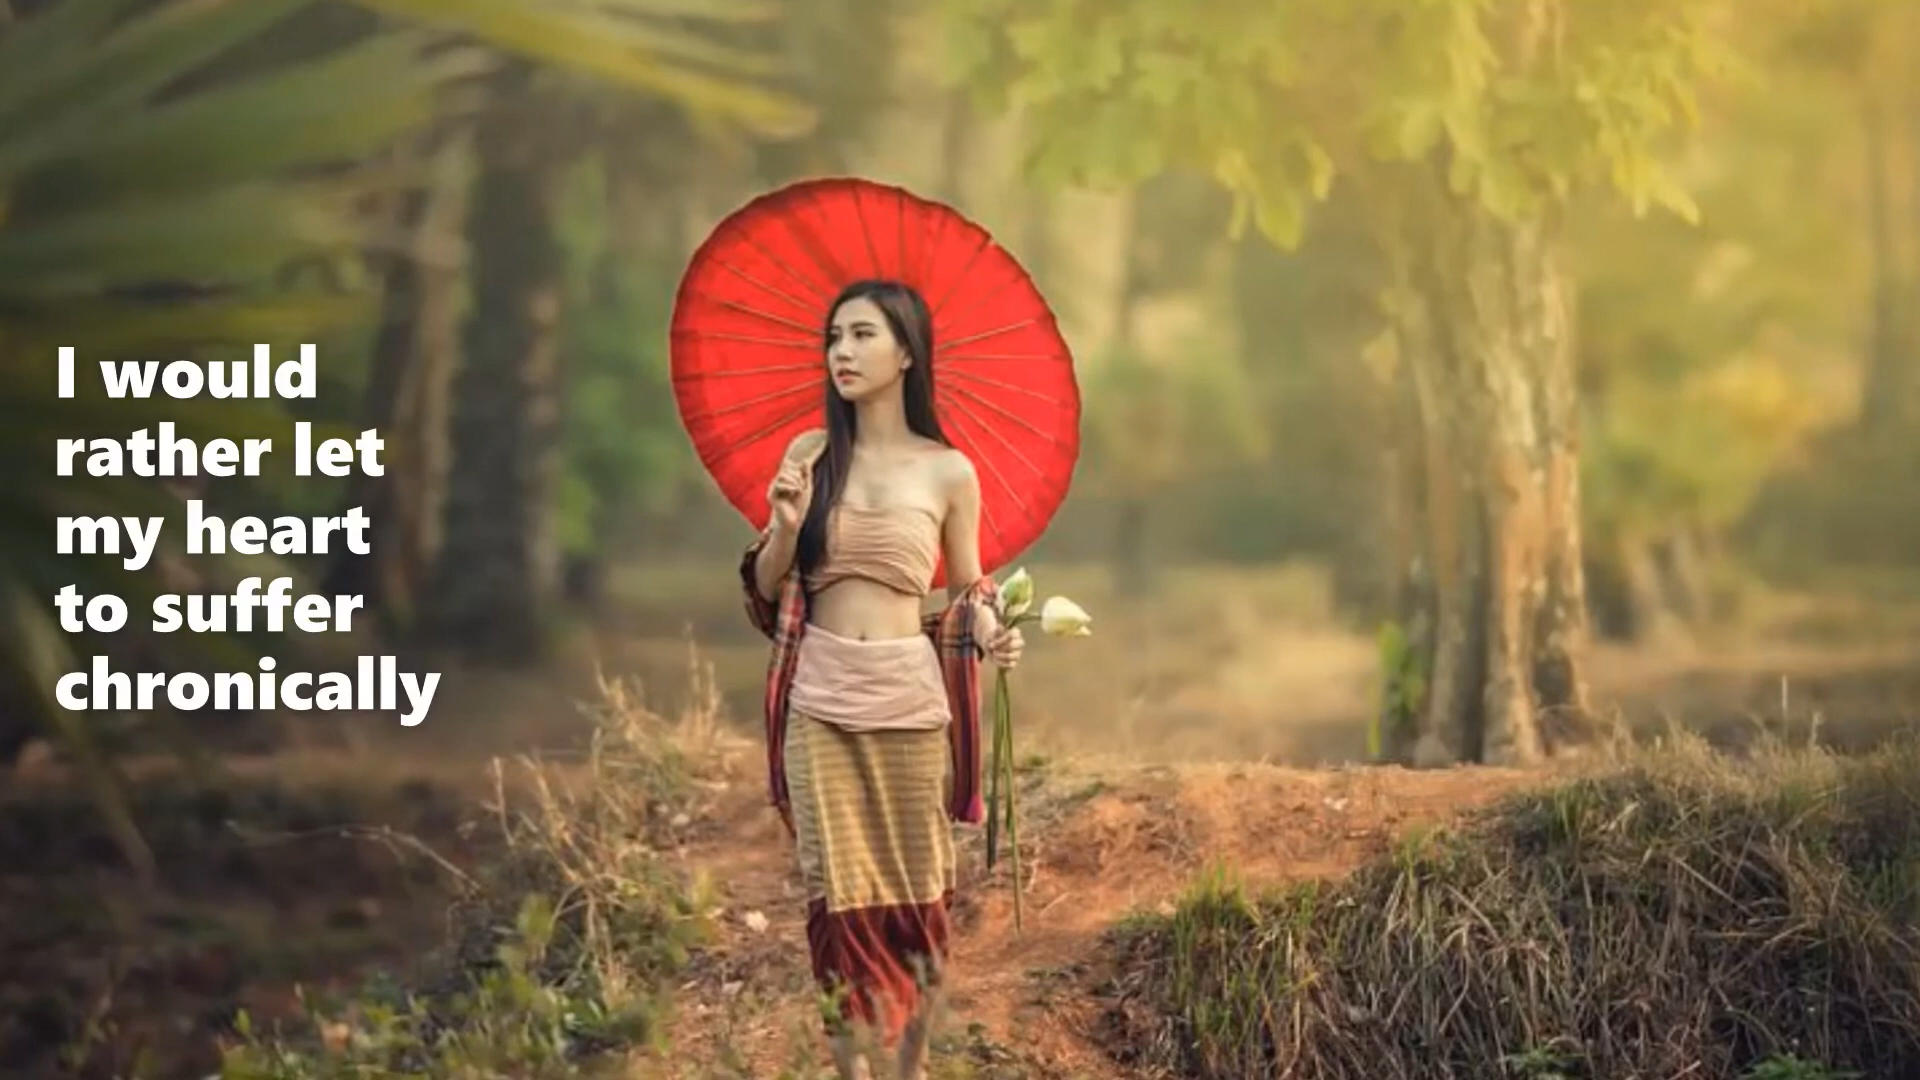 I would
rather let
my heart
to suffer
chronically